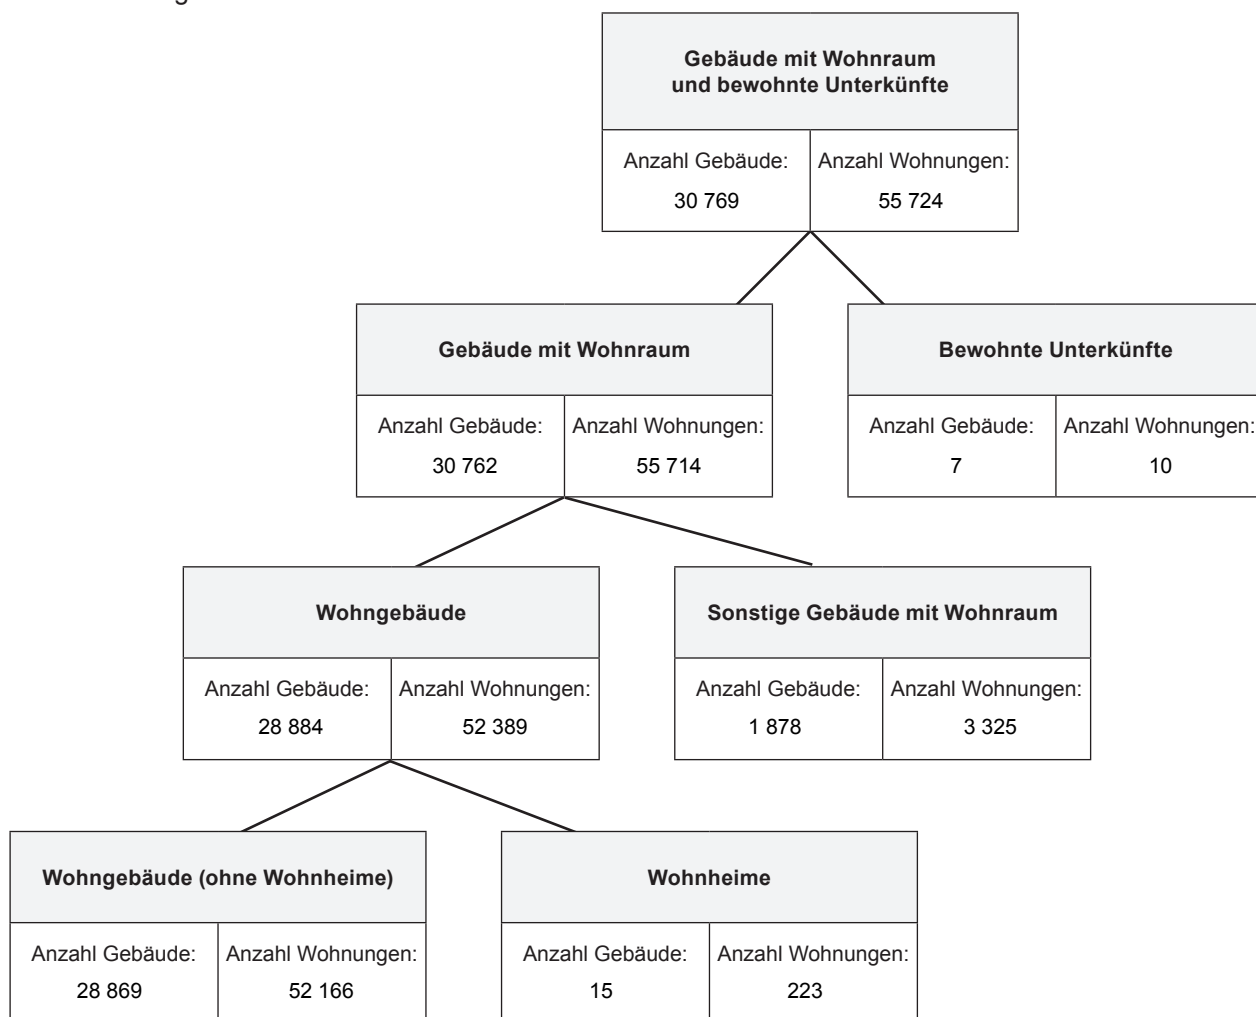 Gebäude mit Wohnraum
und bewohnte Unterkünfte
Anzahl Gebäude: Anzahl Wohnungen:
30 769 55 724
Gebäude mit Wohnraum Bewohnte Unterkünfte
Anzahl Gebäude: Anzahl Wohnungen: Anzahl Gebäude: Anzahl Wohnungen:
30 762 55 714 7 10
Wohngebäude Sonstige Gebäude mit Wohnraum
Anzahl Gebäude: Anzahl Wohnungen: Anzahl Gebäude: Anzahl Wohnungen:
28 884 52 389 1 878 3 325
Wohngebäude (ohne Wohnheime) Wohnheime
Anzahl Gebäude: Anzahl Wohnungen: Anzahl Gebäude: Anzahl Wohnungen:
28 869 52 166 15 223